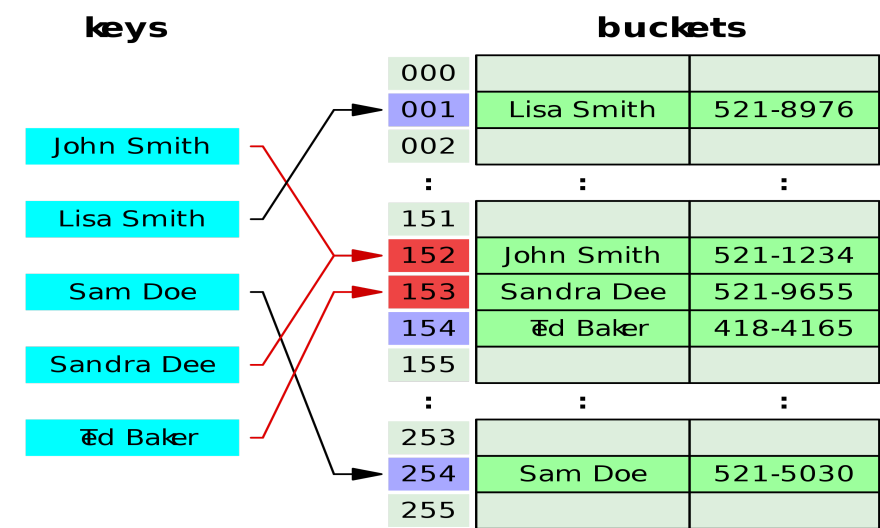 keys
buckets
John Smith
Lisa Smith
Sam Doe
Sandra Dee
Ted Baker
000
001 Lisa Smith 521-8976
002
: : :
151
152 John Smith 521-1234
153 Sandra Dee 521-9655
154 Ted Baker 418-4165
155
: : :
253
254 Sam Doe 521-5030
255